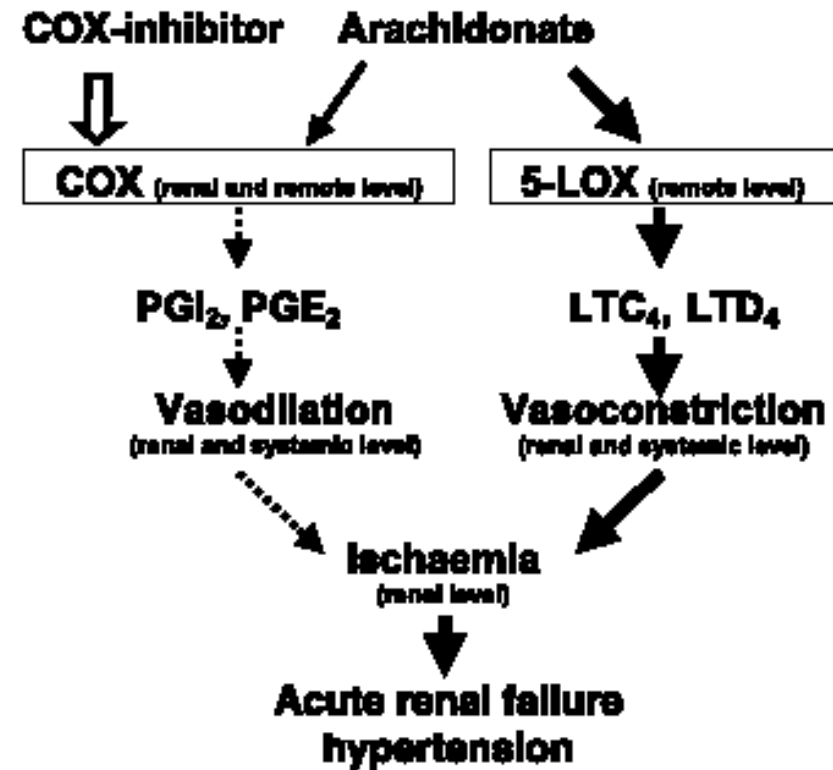 COX-inhibitor Arachidonate
COX (renal and remote level) 5-LOX (remote level)
PGI₂, PGE₂ LTC₄, LTD₄
Vasodilation Vasoconstriction
(renal and systemic level) (renal and systemic level)
Ischaemia
(renal level)
Acute renal failure
hypertension